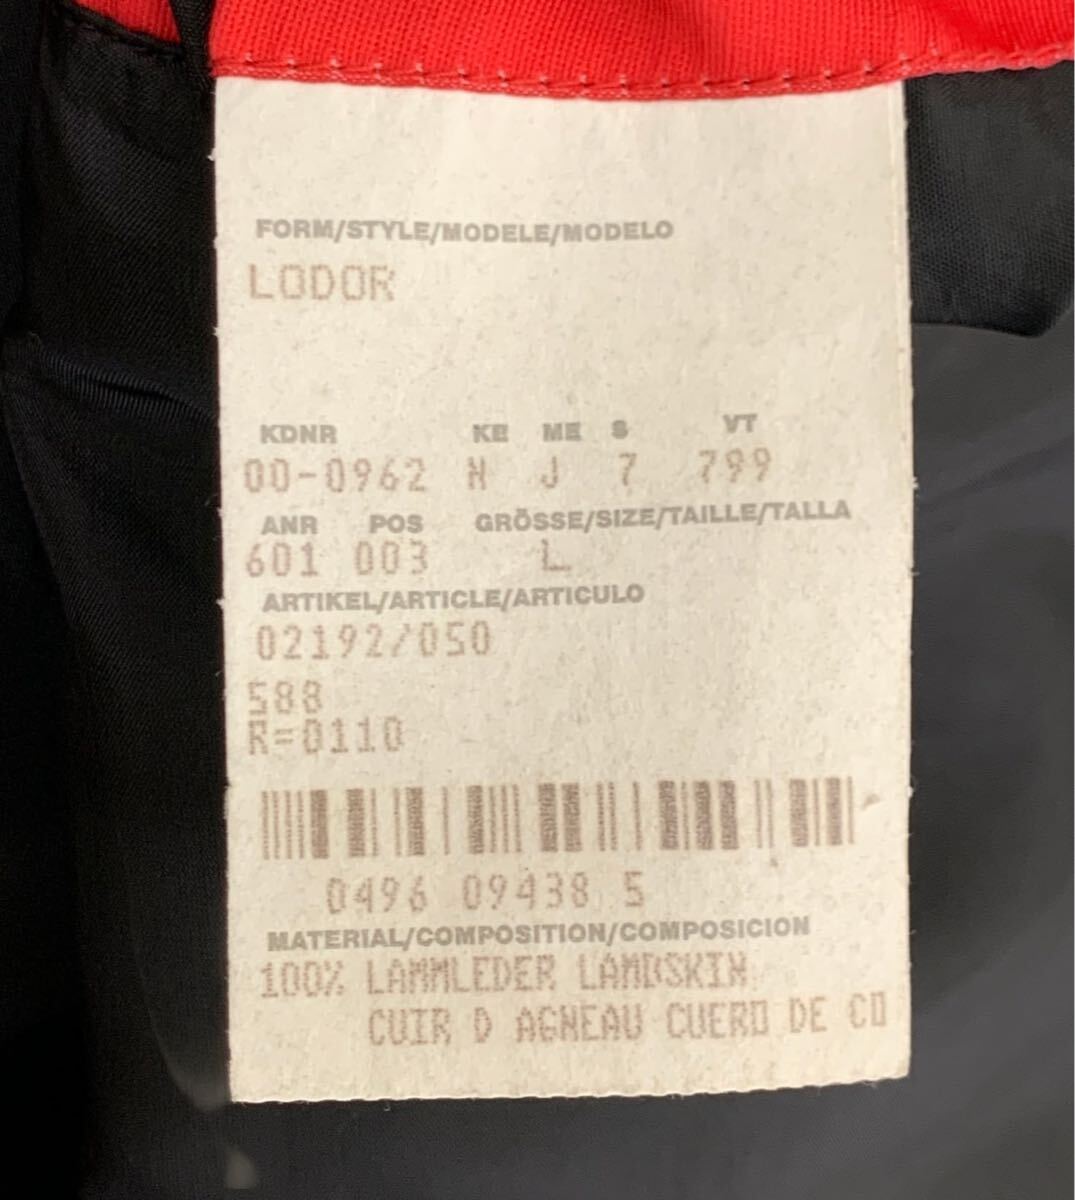 FORM/STYLE/MODELE/MODELO
LODOR
KDNR KE ME S VT
00-0962 N J 7 799
ANR POS GRÖSSE/SIZE/TAILLE/TALLA
601 003 L
ARTIKEL/ARTICLE/ARTICULO
02192/050
588
R=0110
0496 09438 5
MATERIAL/COMPOSITION/COMPOSICION
100% LAMMLEDER LAMBSKIN
CUIR D AGNEAU CUERO DE CO